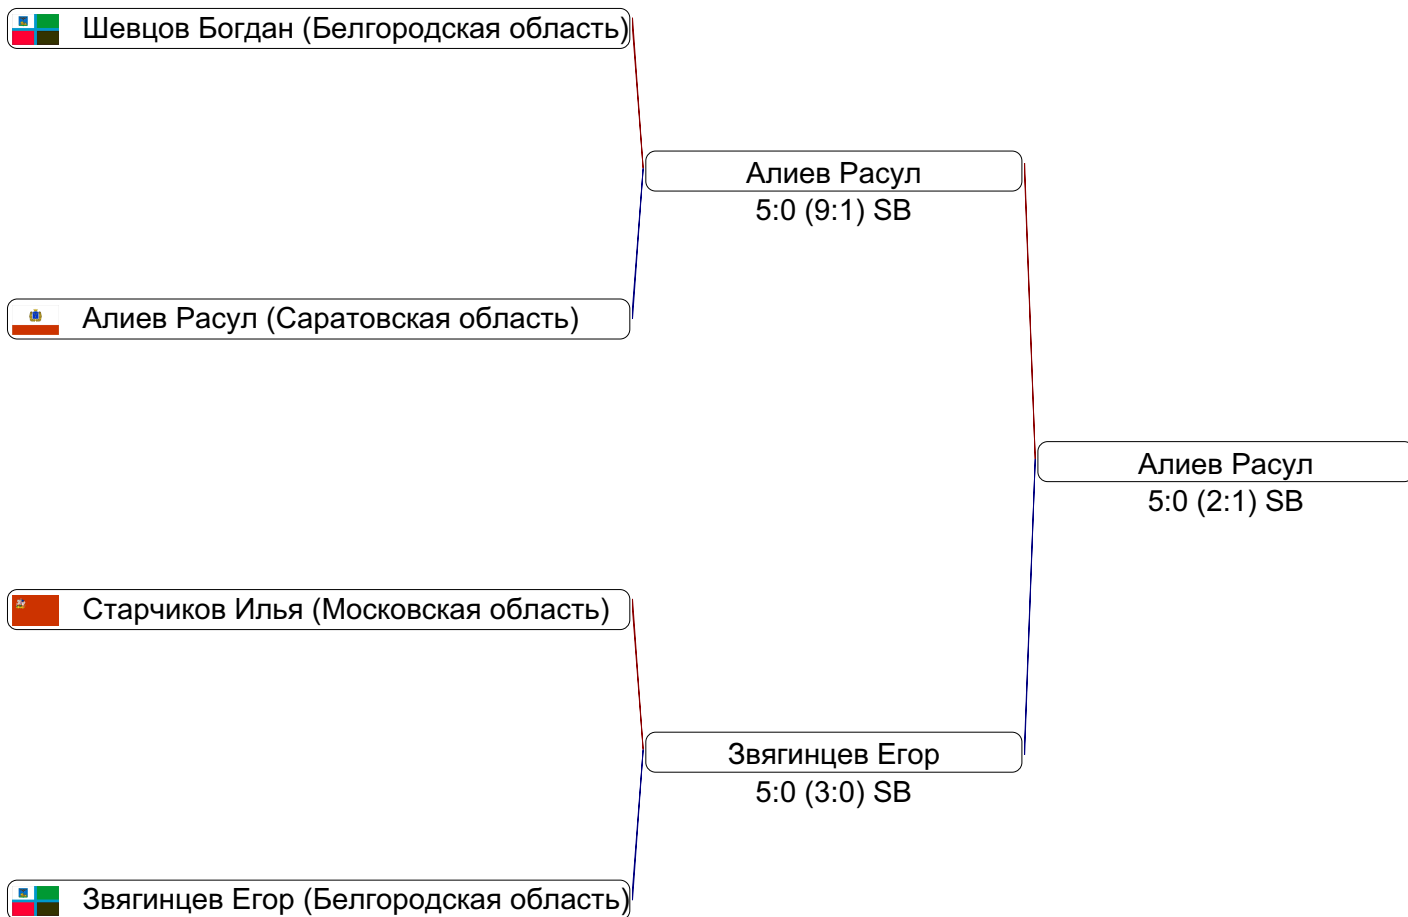 Шевцов Богдан (Белгородская область)
Алиев Расул
5:0 (9:1) SB
Алиев Расул (Саратовская область)
Алиев Расул
5:0 (2:1) SB
Старчиков Илья (Московская область)
Звягинцев Егор
5:0 (3:0) SB
Звягинцев Егор (Белгородская область)